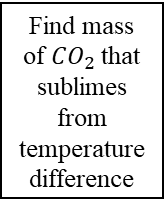 Find mass
of CO₂ that
sublimes
from
temperature
difference